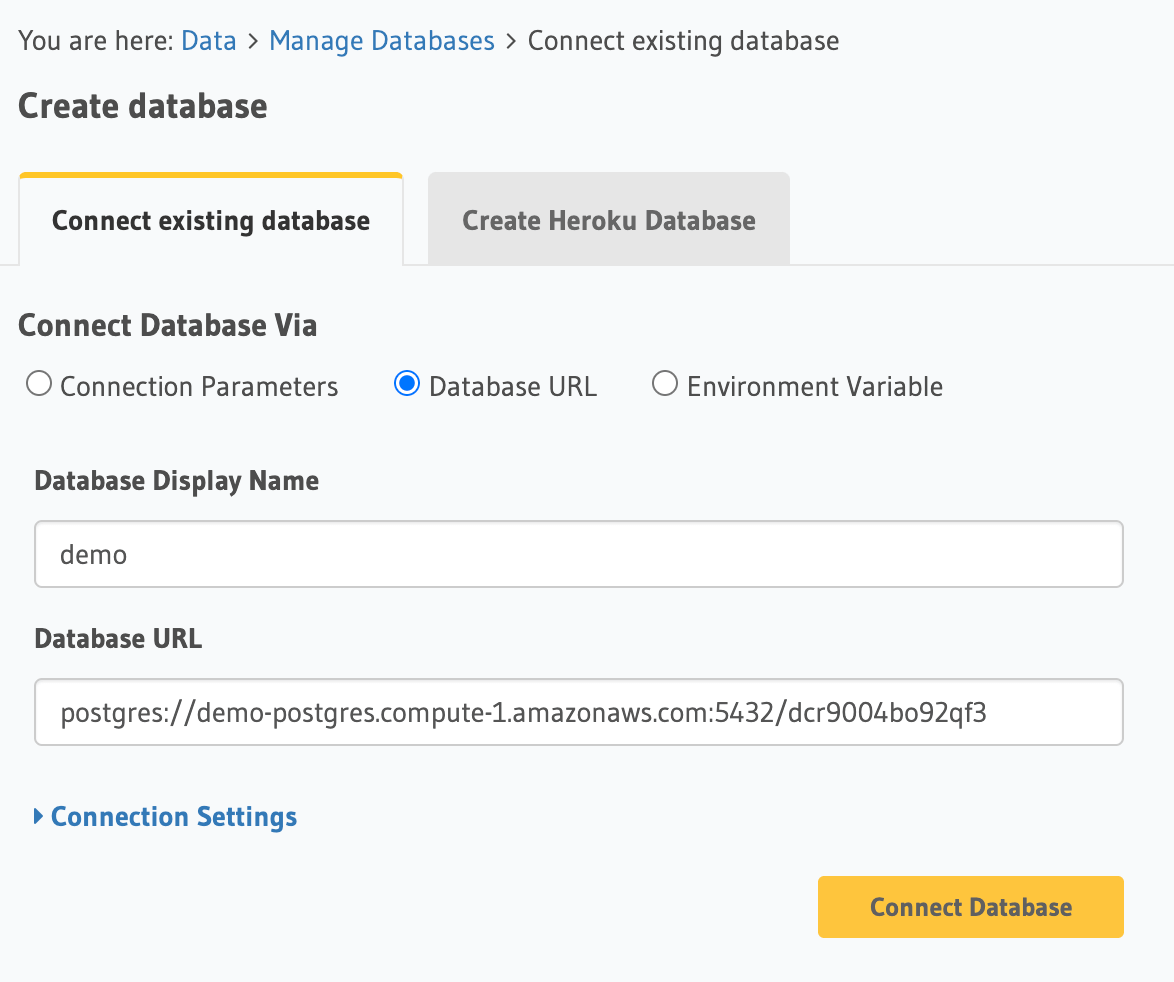 You are here: Data > Manage Databases > Connect existing database
Create database
Connect existing database
Create Heroku Database
Connect Database Via
Connection Parameters
Database URL
Environment Variable
Database Display Name
demo
Database URL
postgres://demo-postgres.compute-1.amazonaws.com:5432/dcr9004bo92qf3
Connection Settings
Connect Database